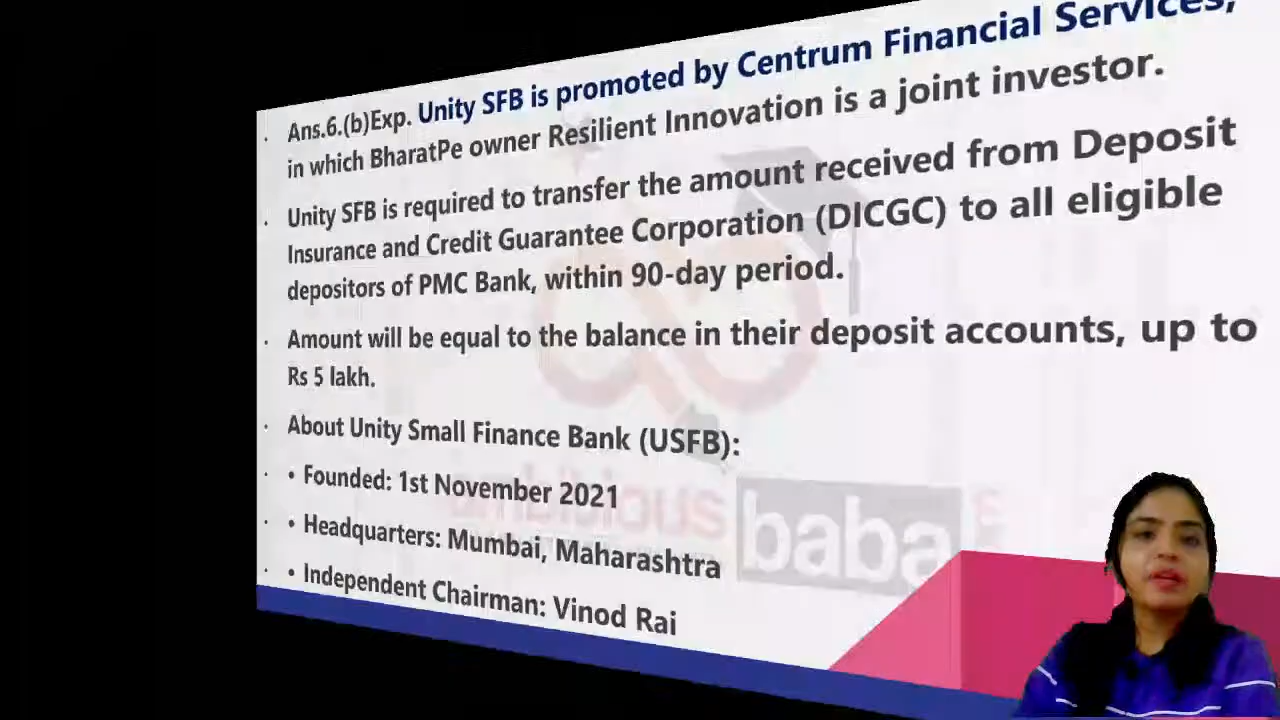 . Ans.6.(b)Exp. Unity SFB is promoted by Centrum Financial Services,
in which BharatPe owner Resilient Innovation is a joint investor.
. Unity SFB is required to transfer the amount received from Deposit
Insurance and Credit Guarantee Corporation (DICGC) to all eligible
depositors of PMC Bank, within 90-day period.
. Amount will be equal to the balance in their deposit accounts, up to
Rs 5 lakh.
. About Unity Small Finance Bank (USFB):
. • Founded: 1st November 2021
. • Headquarters: Mumbai, Maharashtra
. • Independent Chairman: Vinod Rai
ambitious baba